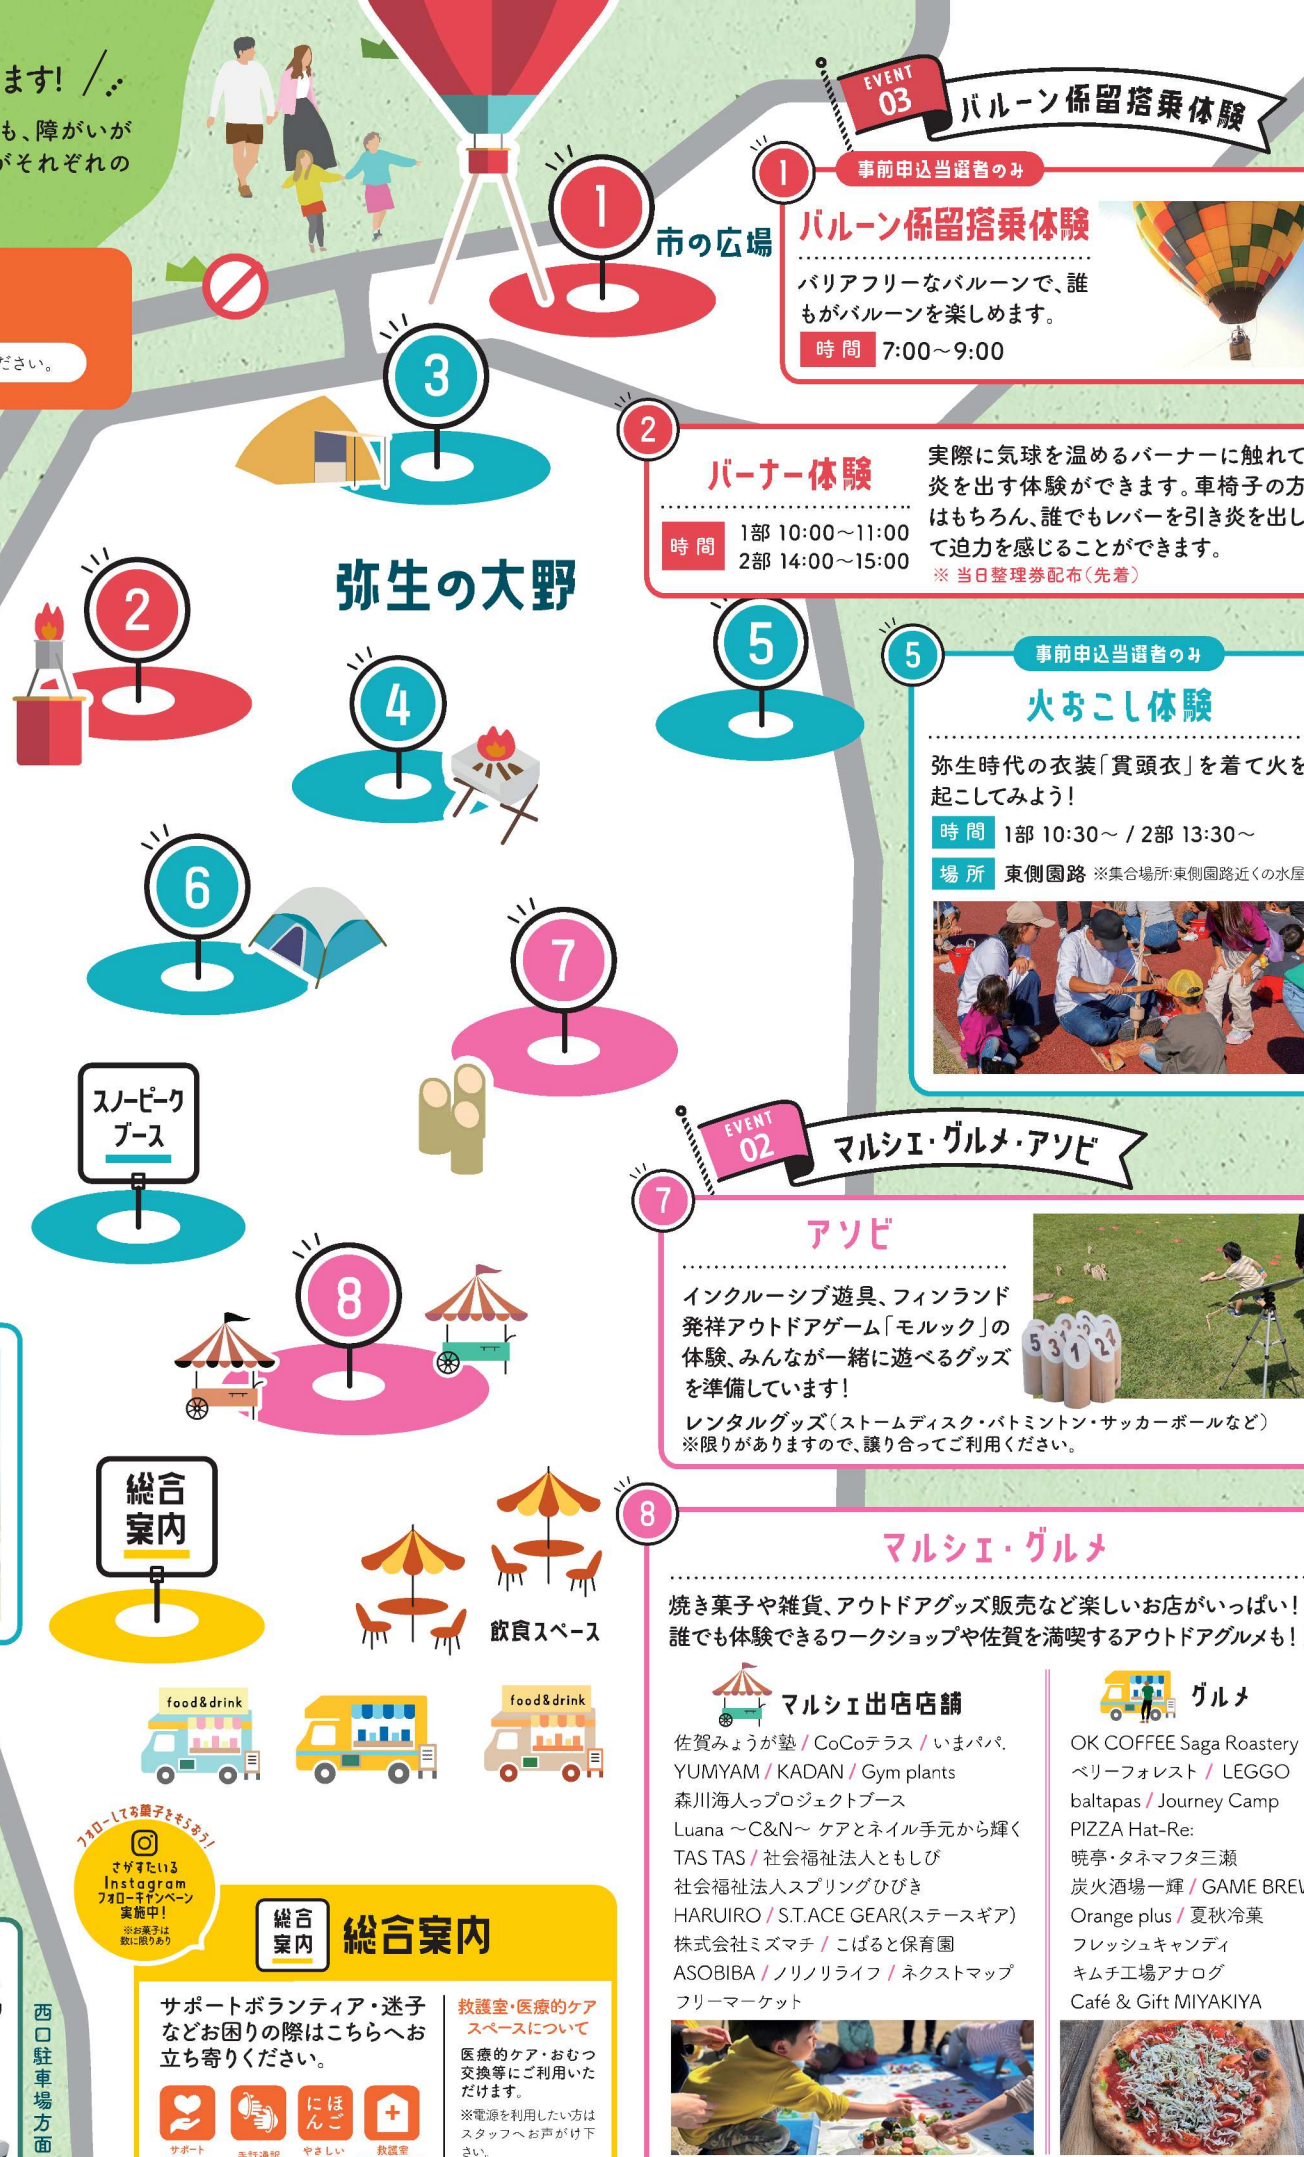 ます!
も、障がいが
がそれぞれの
ださい。
EVENT
03
バルーン係留搭乗体験
1
事前申込当選者のみ
バルーン係留搭乗体験
バリアフリーなバルーンで、誰
もがバルーンを楽しめます。
時間 7:00〜9:00
1
市の広場
3
2
バーナー体験
時間
1部 10:00〜11:00
2部 14:00〜15:00
実際に気球を温めるバーナーに触れて
炎を出す体験ができます。車椅子の方
はもちろん、誰でもレバーを引き炎を出し
て迫力を感じることができます。
※ 当日整理券配布(先着)
弥生の大野
2
4
5
5
事前申込当選者のみ
火おこし体験
弥生時代の衣装「貫頭衣」を着て火を
起こしてみよう!
時間 1部 10:30〜 / 2部 13:30〜
場所 東側園路 ※集合場所:東側園路近くの水屋
6
7
スノーピーク
ブース
EVENT
02
マルシェ・グルメ・アソビ
7
アソビ
インクルーシブ遊具、フィンランド
発祥アウトドアゲーム「モルック」の
体験、みんなが一緒に遊べるグッズ
を準備しています!
レンタルグッズ(ストームディスク・バトミントン・サッカーボールなど)
※限りがありますので、譲り合ってご利用ください。
8
総合
案内
飲食スペース
food&drink
food&drink
8
マルシェ・グルメ
焼き菓子や雑貨、アウトドアグッズ販売など楽しいお店がいっぱい!
誰でも体験できるワークショップや佐賀を満喫するアウトドアグルメも!
マルシェ出店店舗
佐賀みょうが塾 / CoCoテラス / いまパパ.
YUMYAM / KADAN / Gym plants
森川海人っプロジェクトブース
Luana 〜C&N〜 ケアとネイル手元から輝く
TAS TAS / 社会福祉法人ともしび
社会福祉法人スプリングひびき
HARUIRO / S.T.ACE GEAR(ステースギア)
株式会社ミズマチ / こばると保育園
ASOBIBA / ノリノリライフ / ネクストマップ
フリーマーケット
グルメ
OK COFFEE Saga Roastery
ベリーフォレスト / LEGGO
baltapas / Journey Camp
PIZZA Hat-Re:
暁亭・タネマフタ三瀬
炭火酒場一輝 / GAME BREW
Orange plus / 夏秋冷菓
フレッシュキャンディ
キムチ工場アナログ
Café & Gift MIYAKIYA
フォローしてお菓子をもらおう!
さがすたいる
Instagram
フォローキャンペーン
実施中!
※お菓子は
数に限りあり
総合
案内
総合案内
サポートボランティア・迷子
などお困りの際はこちらへお
立ち寄りください。
サポート
手話通訳
にほ
んご
やさしい
救護室
救護室・医療的ケア
スペースについて
医療的ケア・おむつ
交換等にご利用いた
だけます。
※電源を利用したい方は
スタッフへお声がけ下
さい。
西口駐車場方面